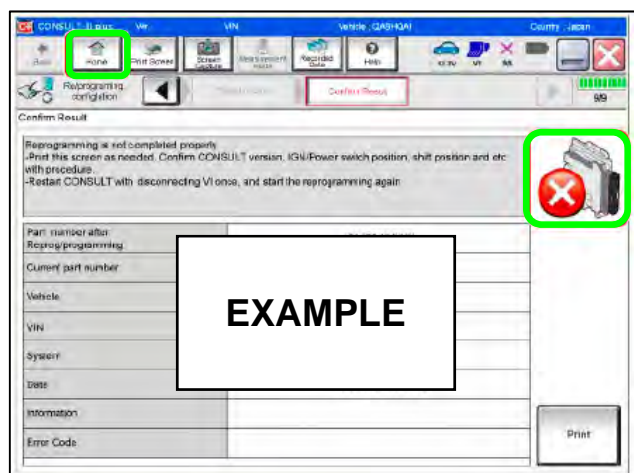 CONSULT-III plus Ver. VIN Vehicle : QASHQAI Country : Japan
Back Home Print Screen Screen Capture Measurement Mode Recorded Data Help VI MI
Reprogramming
configuration Confirm Result 9/9
Confirm Result
Reprogramming is not completed properly
-Print this screen as needed. Confirm CONSULT version, IGN/Power switch position, shift position and etc
with procedure.
-Restart CONSULT with disconnecting VI once, and start the reprogramming again
Part number after
Reprog/programming
Current part number
Vehicle
VIN
System
Date
Information
Error Code
EXAMPLE
Print